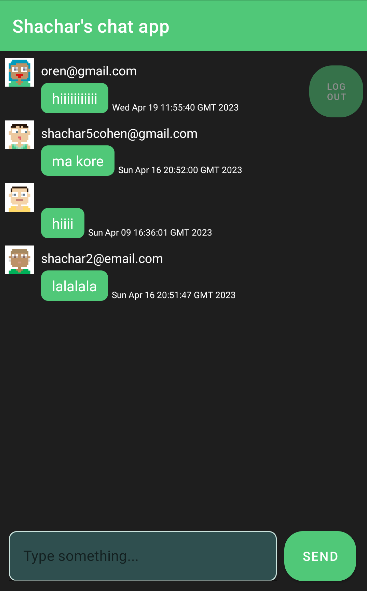 Shachar's chat app
oren@gmail.com
LOG
OUT
hiiiiiiiiiii
Wed Apr 19 11:55:40 GMT 2023
shachar5cohen@gmail.com
ma kore
Sun Apr 16 20:52:00 GMT 2023
hiiii
Sun Apr 09 16:36:01 GMT 2023
shachar2@email.com
lalalala
Sun Apr 16 20:51:47 GMT 2023
Type something...
SEND